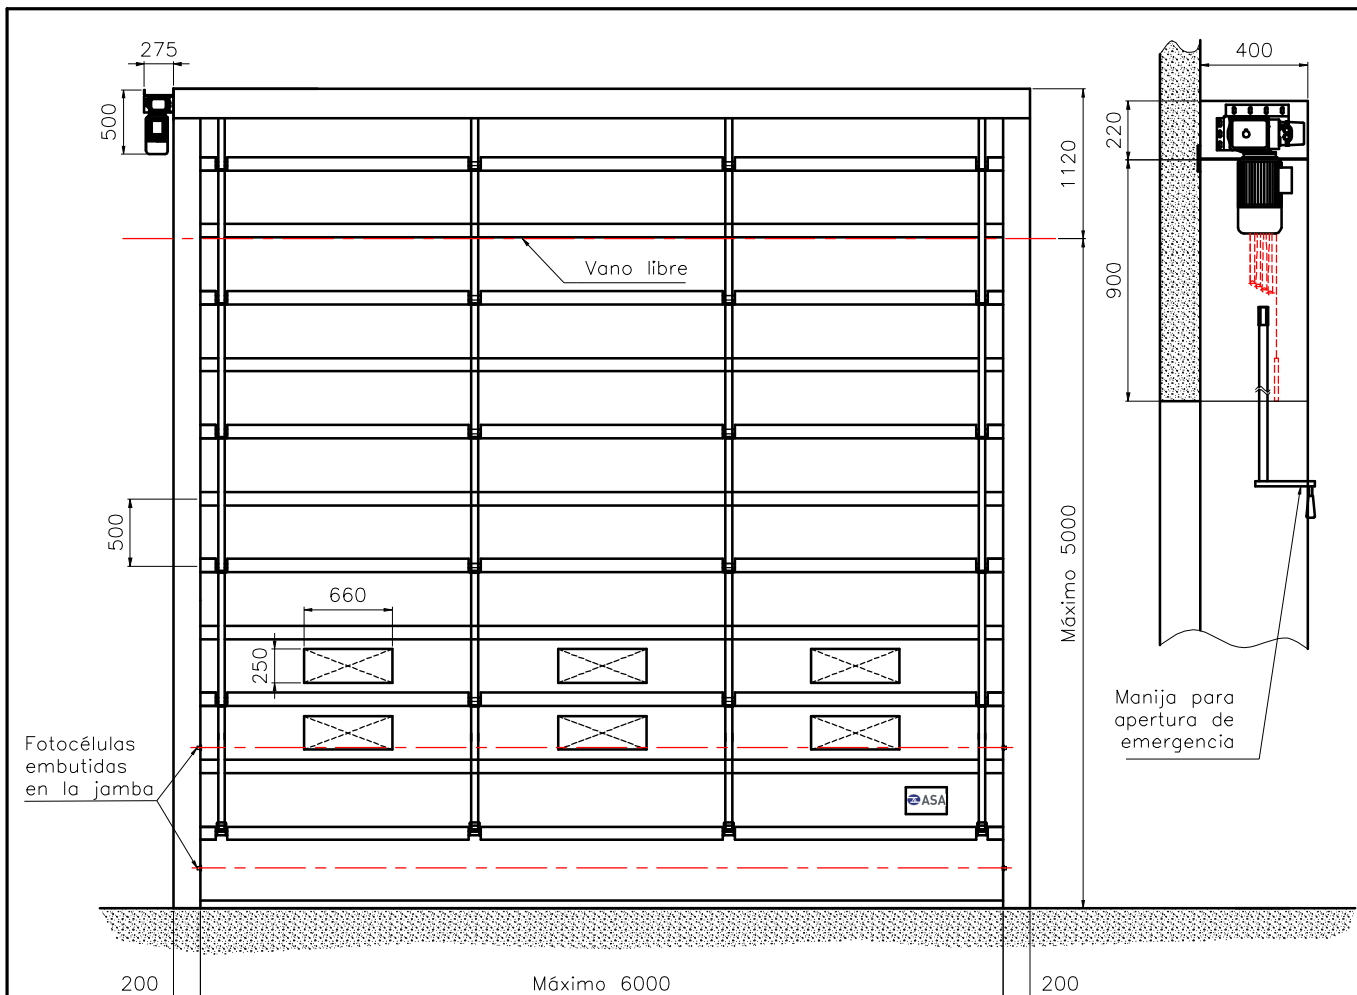 275
400
500
220
1120
Vano libre
900
500
Máximo 5000
660
250
Manija para
apertura de
emergencia
Fotocélulas
embutidas
en la jamba
ASA
200
Máximo 6000
200